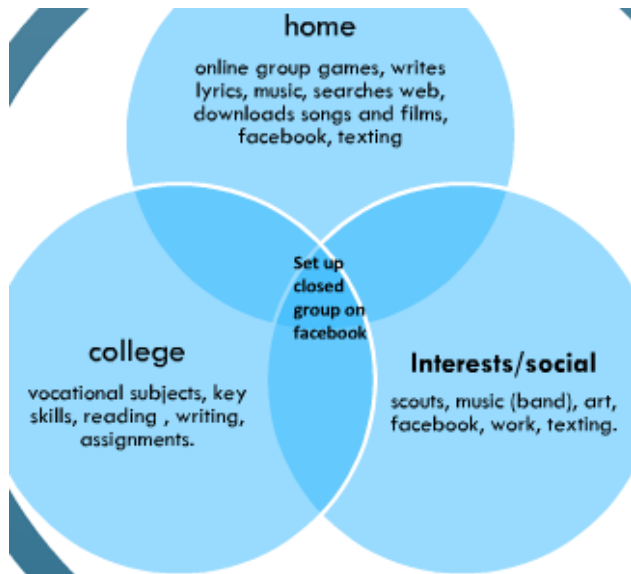 home
online group games, writes
lyrics, music, searches web,
downloads songs and films,
facebook, texting
Set up
closed
group on
facebook
college
vocational subjects, key
skills, reading , writing,
assignments.
Interests/social
scouts, music (band), art,
facebook, work, texting.